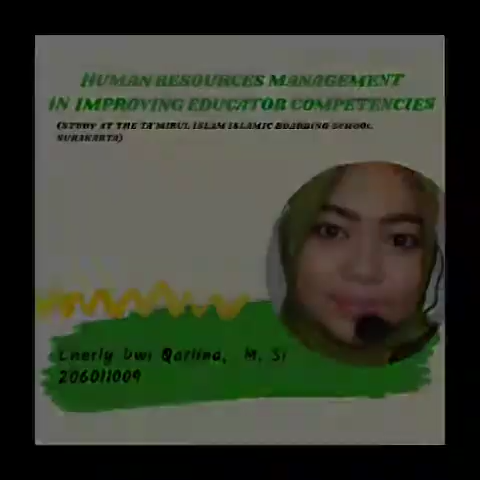 HUMAN RESOURCES MANAGEMENT
IN IMPROVING EDUCATOR COMPETENCIES
(STUDY AT THE TA'MIRUL ISLAM ISLAMIC BOARDING SCHOOL
SURAKARTA)
Dwi Qarlina, M. Si
206011009